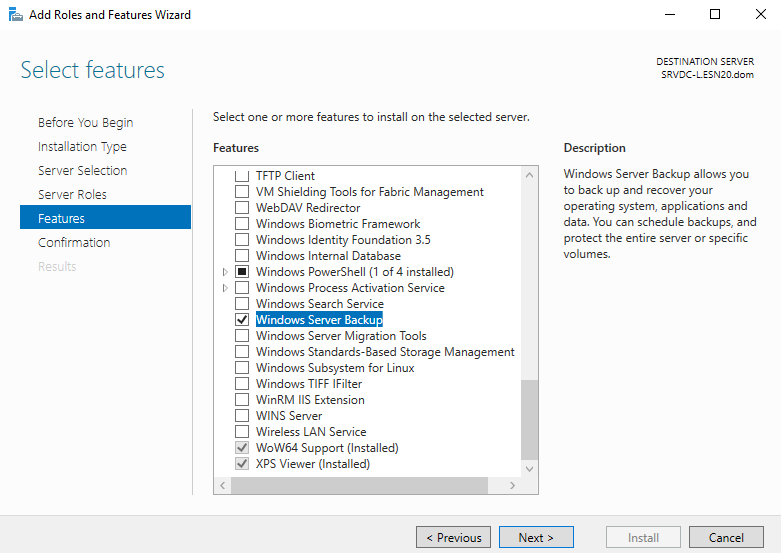 Add Roles and Features Wizard
Select features
DESTINATION SERVER
SRVDC-L.ESN20.dom
Before You Begin
Installation Type
Server Selection
Server Roles
Features
Confirmation
Results
Select one or more features to install on the selected server.
Features
TFTP Client
VM Shielding Tools for Fabric Management
WebDAV Redirector
Windows Biometric Framework
Windows Identity Foundation 3.5
Windows Internal Database
Windows PowerShell (1 of 4 installed)
Windows Process Activation Service
Windows Search Service
Windows Server Backup
Windows Server Migration Tools
Windows Standards-Based Storage Management
Windows Subsystem for Linux
Windows TIFF IFilter
WinRM IIS Extension
WINS Server
Wireless LAN Service
WoW64 Support (Installed)
XPS Viewer (Installed)
Description
Windows Server Backup allows you
to back up and recover your
operating system, applications and
data. You can schedule backups, and
protect the entire server or specific
volumes.
< Previous
Next >
Install
Cancel